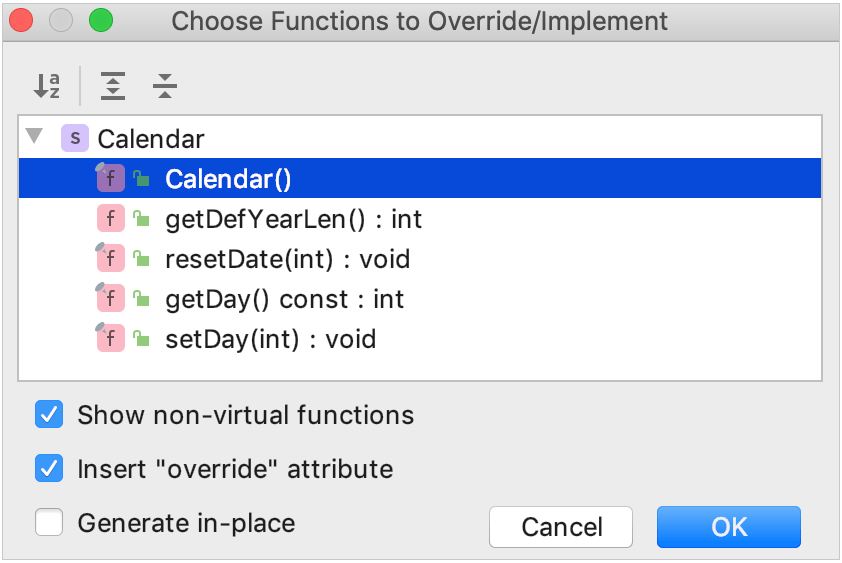 Choose Functions to Override/Implement
a
z
S Calendar
f Calendar()
f getDefYearLen() : int
f resetDate(int) : void
f getDay() const : int
f setDay(int) : void
Show non-virtual functions
Insert "override" attribute
Generate in-place
Cancel OK